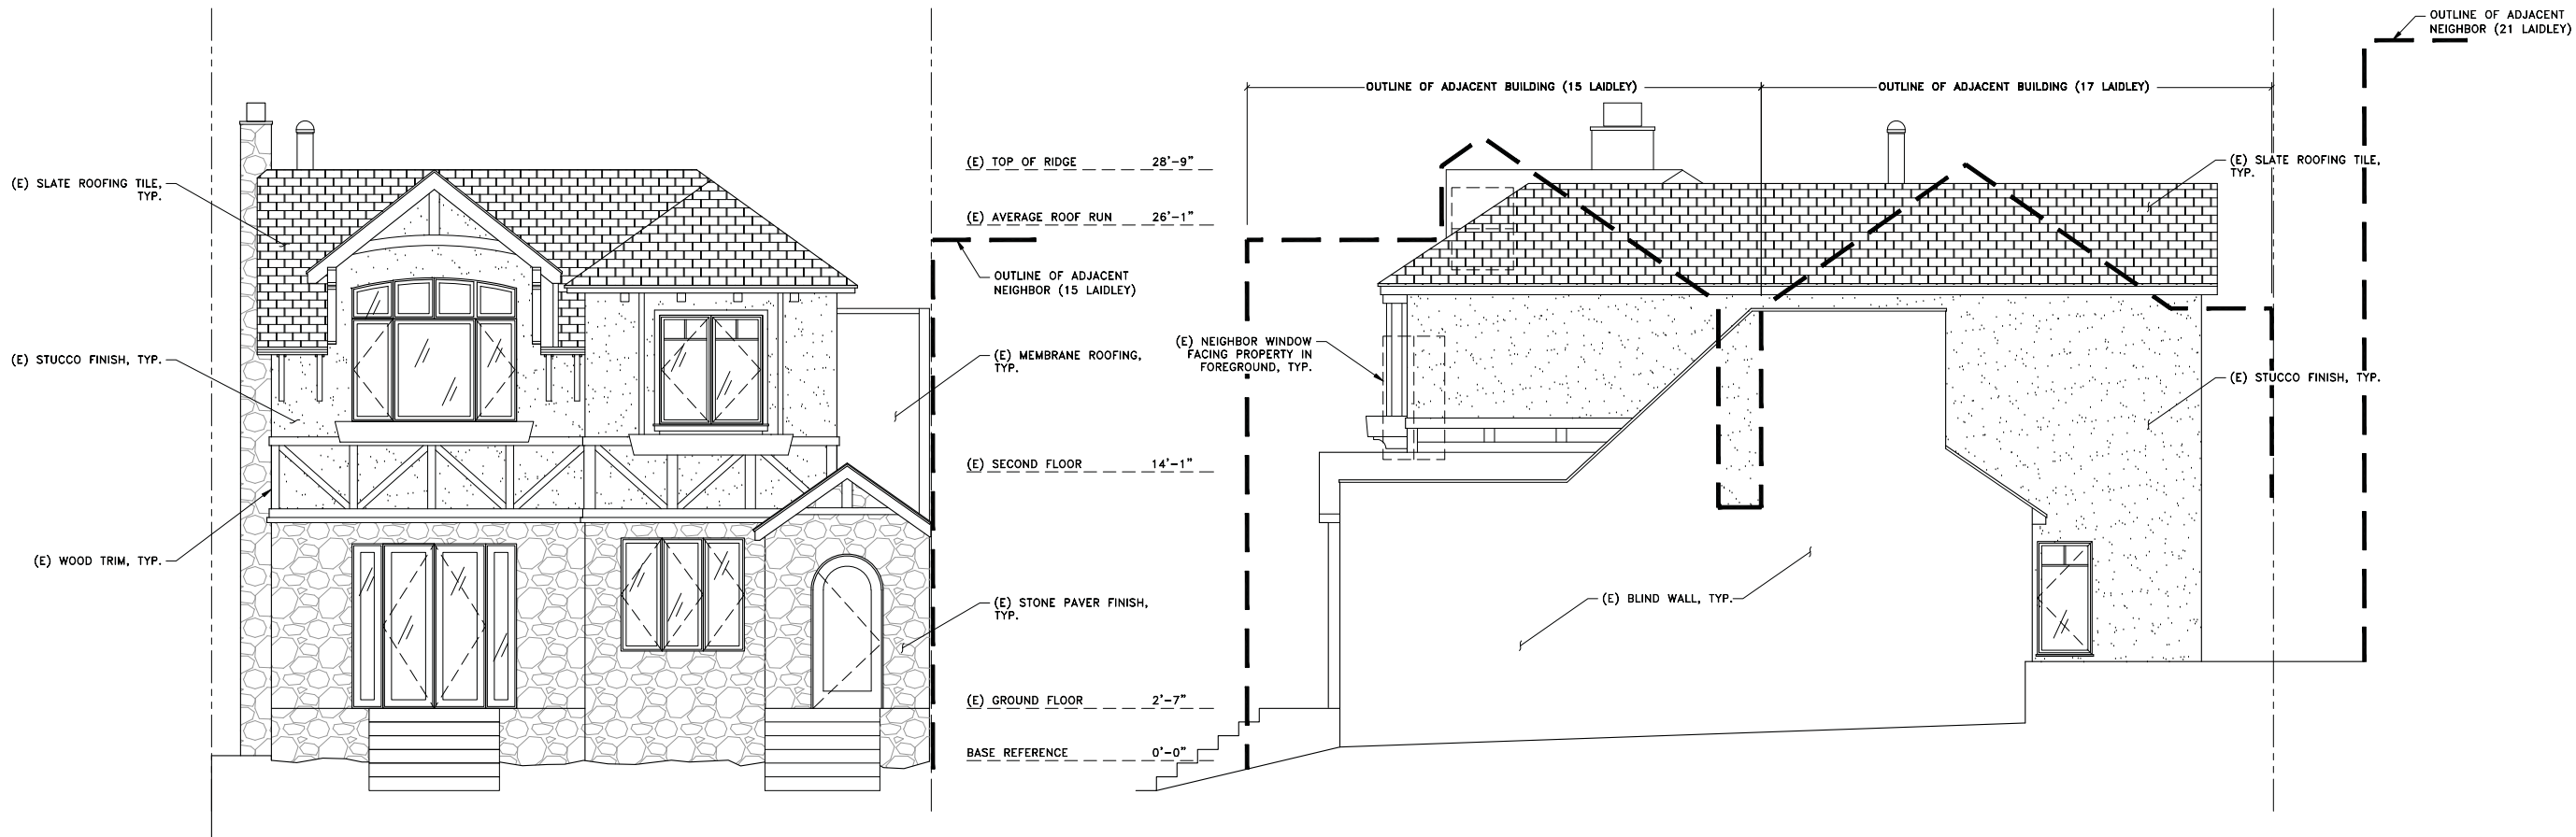 (E) SLATE ROOFING TILE,
TYP.
(E) STUCCO FINISH, TYP.
(E) WOOD TRIM, TYP.
(E) TOP OF RIDGE 28'-9"
(E) AVERAGE ROOF RUN 26'-1"
OUTLINE OF ADJACENT
NEIGHBOR (15 LAIDLEY)
(E) MEMBRANE ROOFING,
TYP.
(E) SECOND FLOOR 14'-1"
(E) STONE PAVER FINISH,
TYP.
(E) GROUND FLOOR 2'-7"
BASE REFERENCE 0'-0"
OUTLINE OF ADJACENT BUILDING (15 LAIDLEY)
OUTLINE OF ADJACENT BUILDING (17 LAIDLEY)
OUTLINE OF ADJACENT
NEIGHBOR (21 LAIDLEY)
(E) SLATE ROOFING TILE,
TYP.
(E) NEIGHBOR WINDOW
FACING PROPERTY IN
FOREGROUND, TYP.
(E) STUCCO FINISH, TYP.
(E) BLIND WALL, TYP.